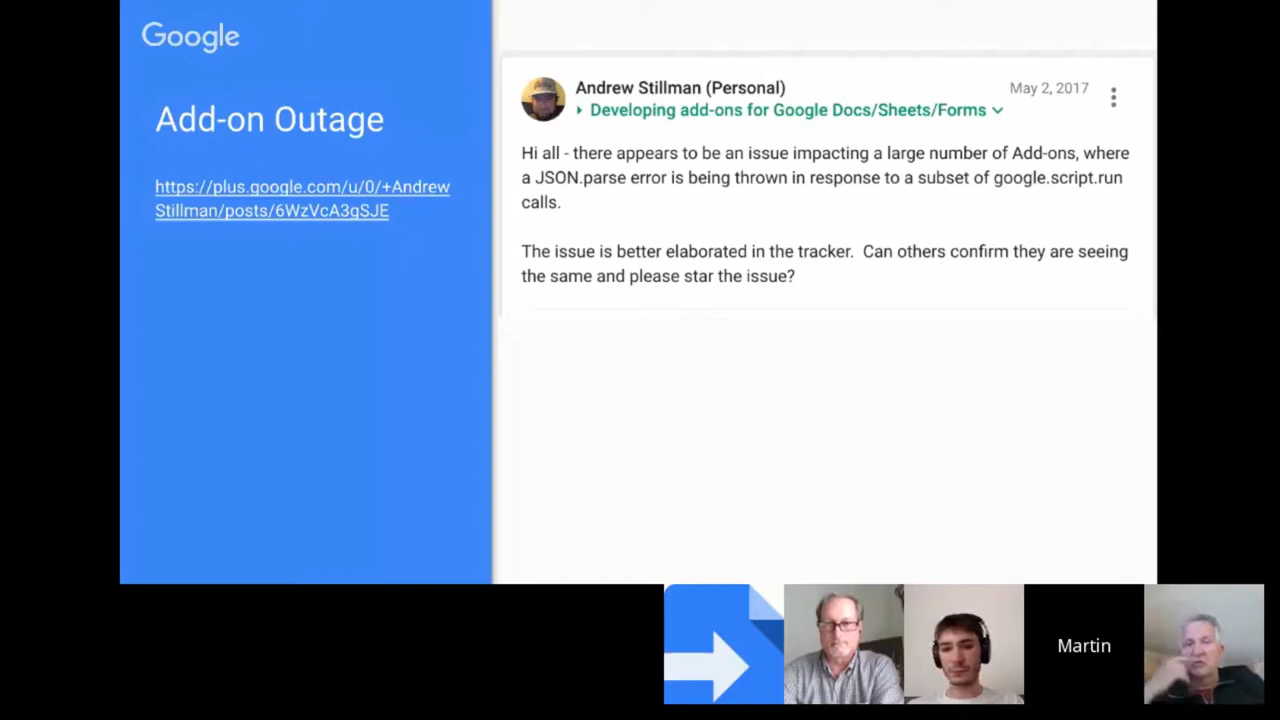 Google
Add-on Outage
https://plus.google.com/u/0/+Andrew
Stillman/posts/6WzVcA3gSJE
Andrew Stillman (Personal)
May 2, 2017
Developing add-ons for Google Docs/Sheets/Forms
Hi all - there appears to be an issue impacting a large number of Add-ons, where
a JSON.parse error is being thrown in response to a subset of google.script.run
calls.
The issue is better elaborated in the tracker.  Can others confirm they are seeing
the same and please star the issue?
Martin